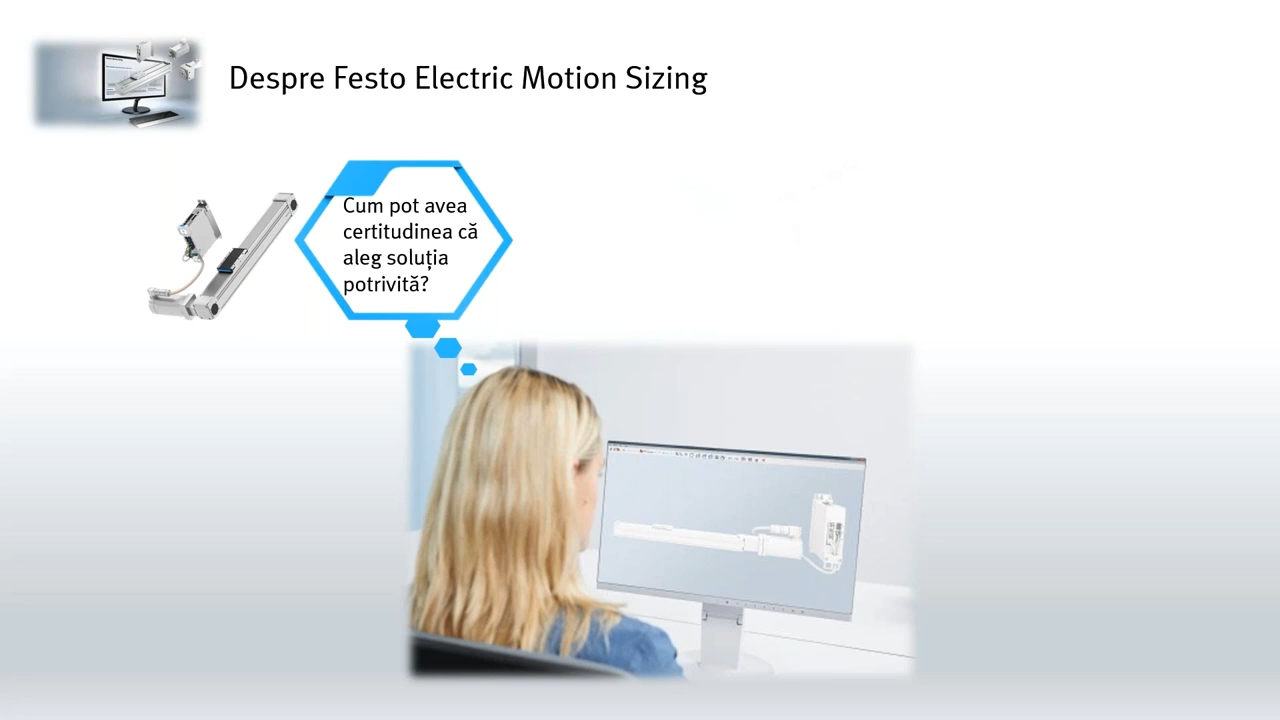 Despre Festo Electric Motion Sizing
Cum pot avea
certitudinea că
aleg soluția
potrivită?